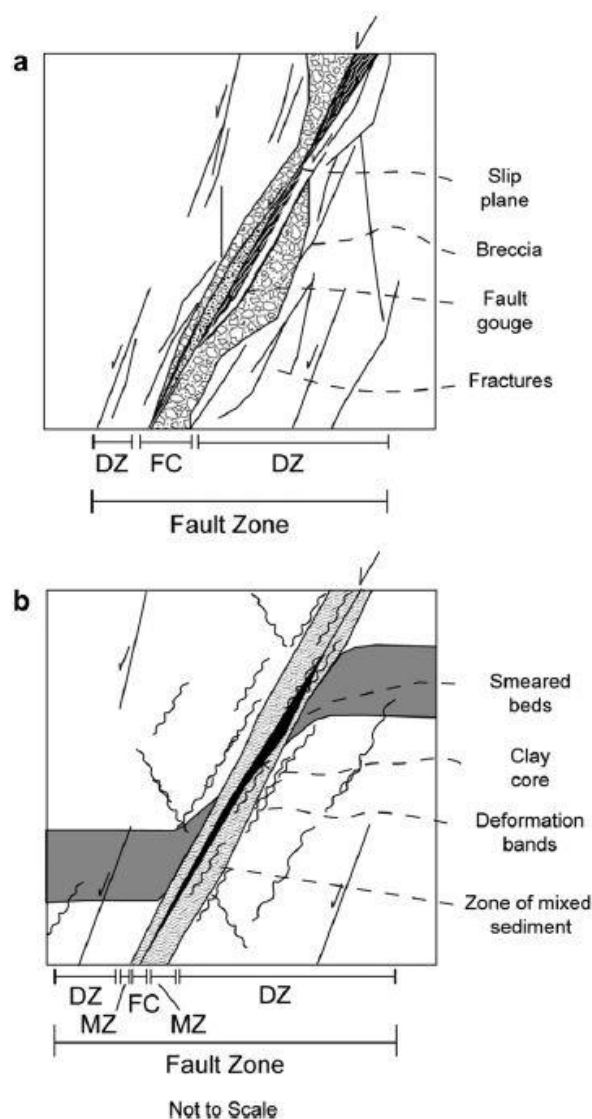 a
Slip
plane
Breccia
Fault
gouge
Fractures
DZ FC DZ
Fault Zone
b
Smeared
beds
Clay
core
Deformation
bands
Zone of mixed
sediment
DZ FC DZ
MZ MZ
Fault Zone
Not to Scale